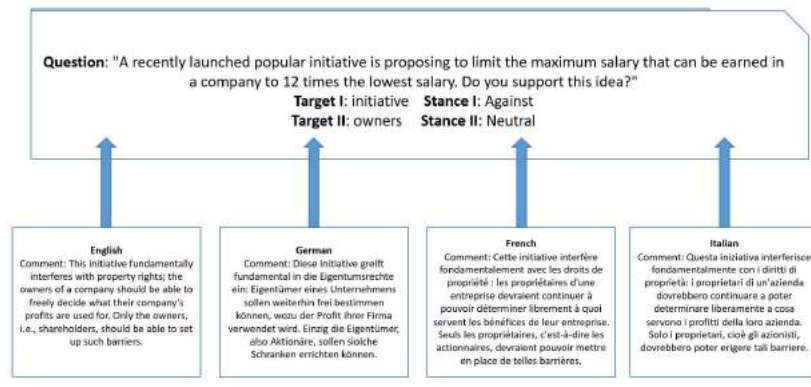 Question: "A recently launched popular initiative is proposing to limit the maximum salary that can be earned in
a company to 12 times the lowest salary. Do you support this idea?"
Target I: initiative Stance I: Against
Target II: owners Stance II: Neutral
English
Comment: This initiative fundamentally
interferes with property rights; the
owners of a company should be able to
freely decide what their company's
profits are used for. Only the owners,
i.e., shareholders, should be able to set
up such barriers.
German
Comment: Diese Initiative greift
fundamental in die Eigentumsrechte
ein: Eigentümer eines Unternehmens
sollen weiterhin frei bestimmen
können, wozu der Profit ihrer Firma
verwendet wird. Einzig die Eigentümer,
also Aktionäre, sollen solche
Schranken errichten können.
French
Comment: Cette initiative interfère
fondamentalement avec les droits de
propriété : les propriétaires d'une
entreprise devraient continuer à
pouvoir déterminer librement à quoi
servent les bénéfices de leur entreprise.
Seuls les propriétaires, c'est-à-dire les
actionnaires, devraient pouvoir mettre
en place de telles barrières.
Italian
Comment: Questa iniziativa interferisce
fondamentalmente con i diritti di
proprietà: i proprietari di un'azienda
dovrebbero continuare a poter
determinare liberamente a cosa
servono i profitti della loro azienda.
Solo i proprietari, cioè gli azionisti,
dovrebbero poter erigere tali barriere.